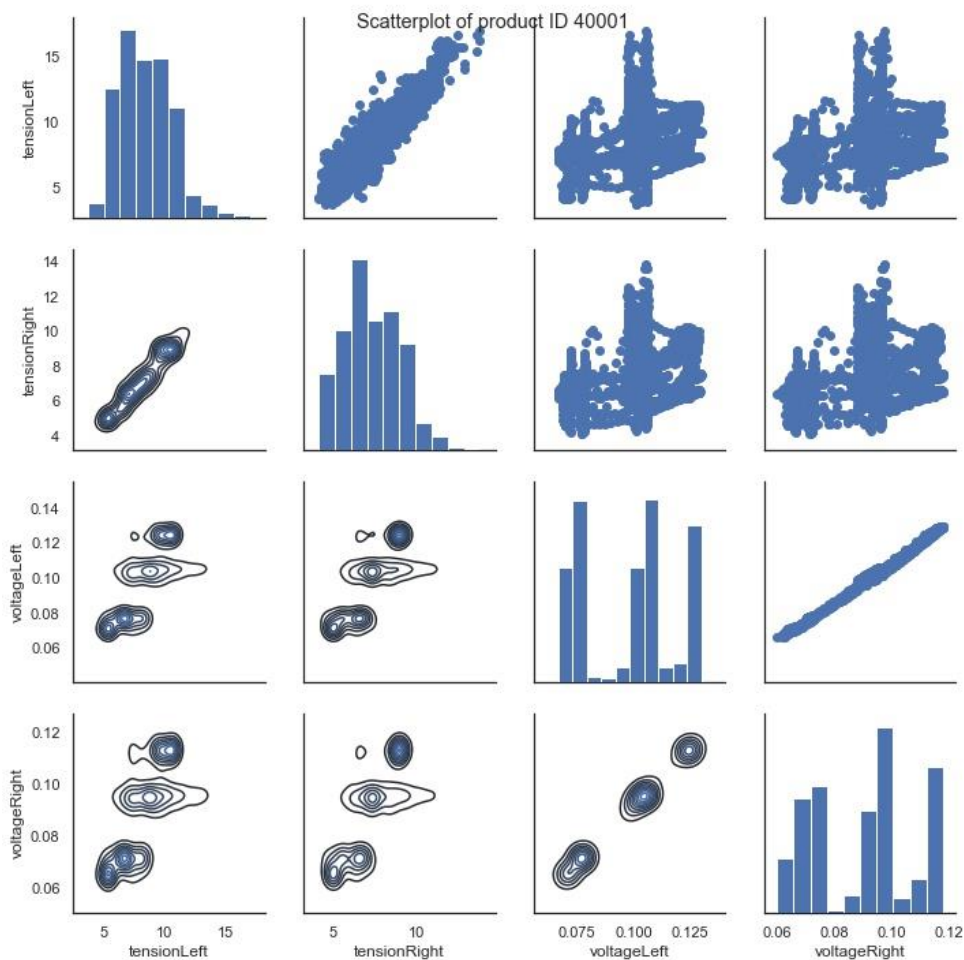 Scatterplot of product ID 40001
tensionLeft
15
10
5
tensionRight
14
12
10
8
6
4
voltageLeft
0.14
0.12
0.10
0.08
0.06
voltageRight
0.12
0.10
0.08
0.06
5 10 15
tensionLeft
5 10
tensionRight
0.075 0.100 0.125
voltageLeft
0.06 0.08 0.10 0.12
voltageRight